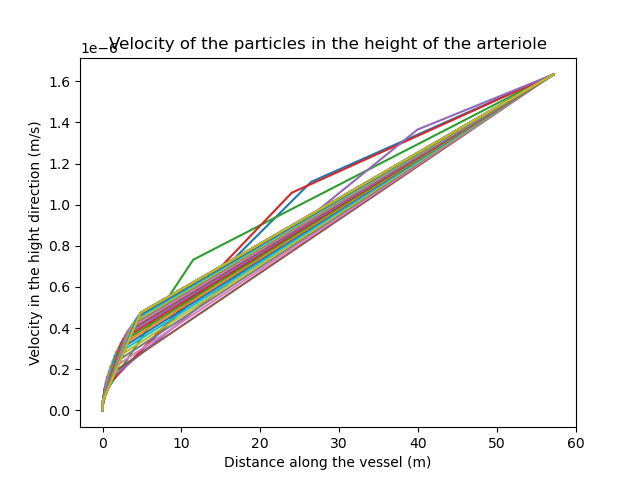 Velocity of the particles in the height of the arteriole
1e−6
1.6
1.4
1.2
1.0
0.8
0.6
0.4
0.2
0.0
Velocity in the hight direction (m/s)
0 10 20 30 40 50 60
Distance along the vessel (m)